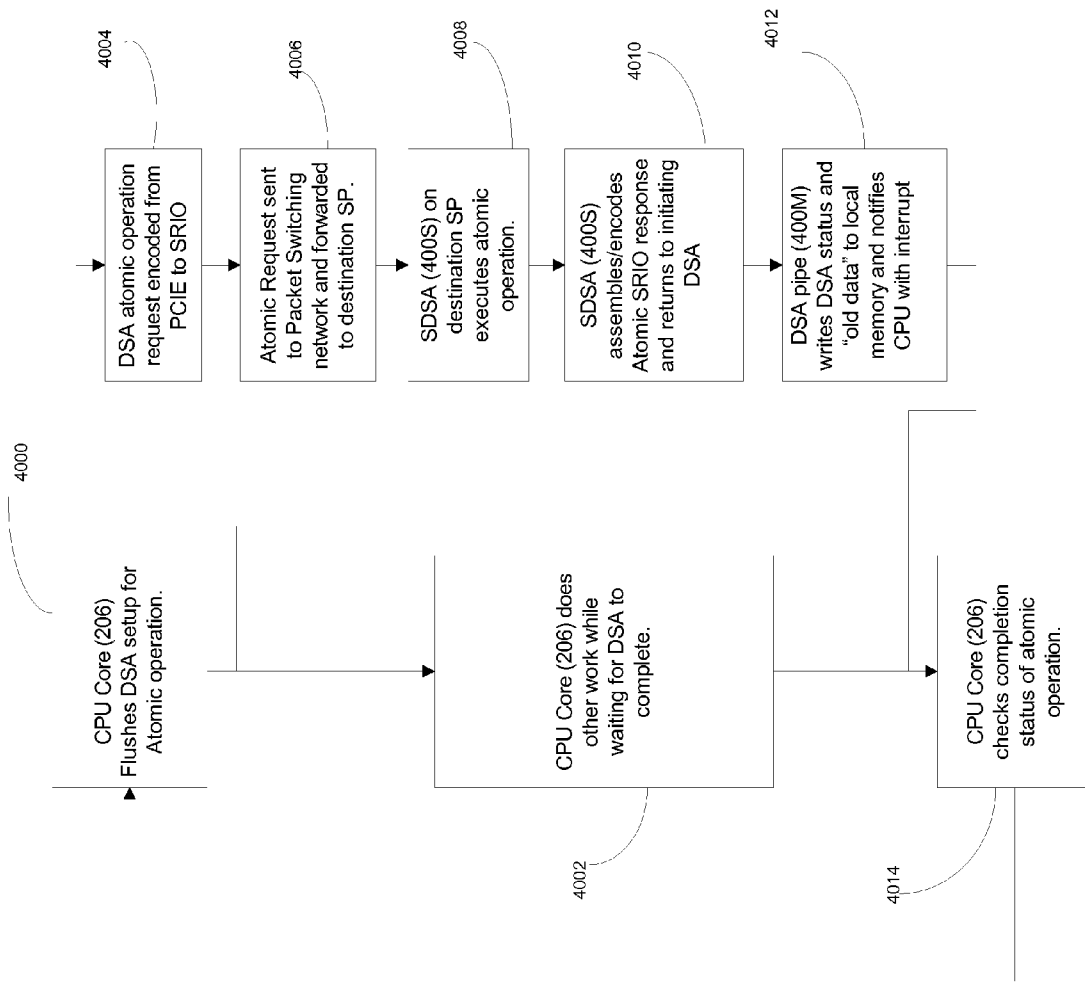 4000
CPU Core (206)
Flushes DSA setup for
Atomic operation.
CPU Core (206) does
other work while
waiting for DSA to
complete.
4002
CPU Core (206)
checks completion
status of atomic
operation.
4014
DSA atomic operation
request encoded from
PCIE to SRIO
4004
Atomic Request sent
to Packet Switching
network and forwarded
to destination SP.
4006
SDSA (400S) on
destination SP
executes atomic
operation.
4008
SDSA (400S)
assembles/encodes
Atomic SRIO response
and returns to initiating
DSA
4010
DSA pipe (400M)
writes DSA status and
“old data” to local
memory and notifies
CPU with interrupt
4012